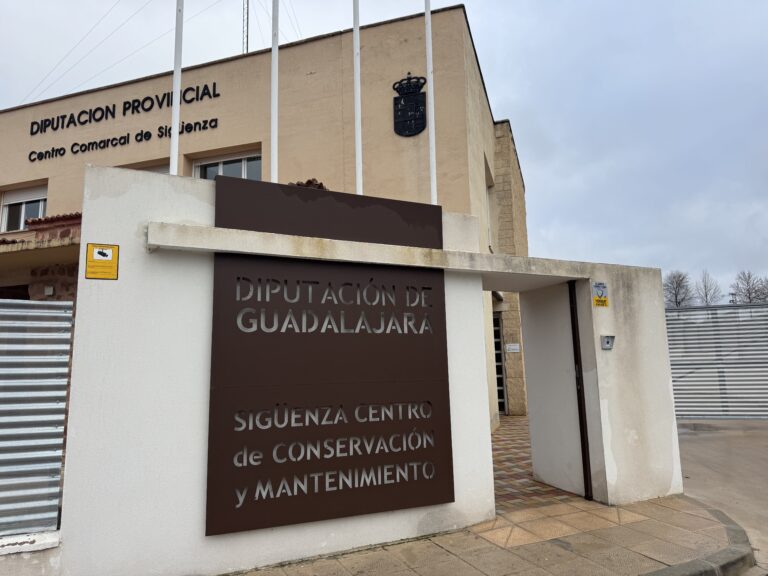 DIPUTACION PROVINCIAL
Centro Comarcal de Sigüenza
DIPUTACIÓN DE
GUADALAJARA
SIGÜENZA CENTRO
de CONSERVACIÓN
y MANTENIMIENTO